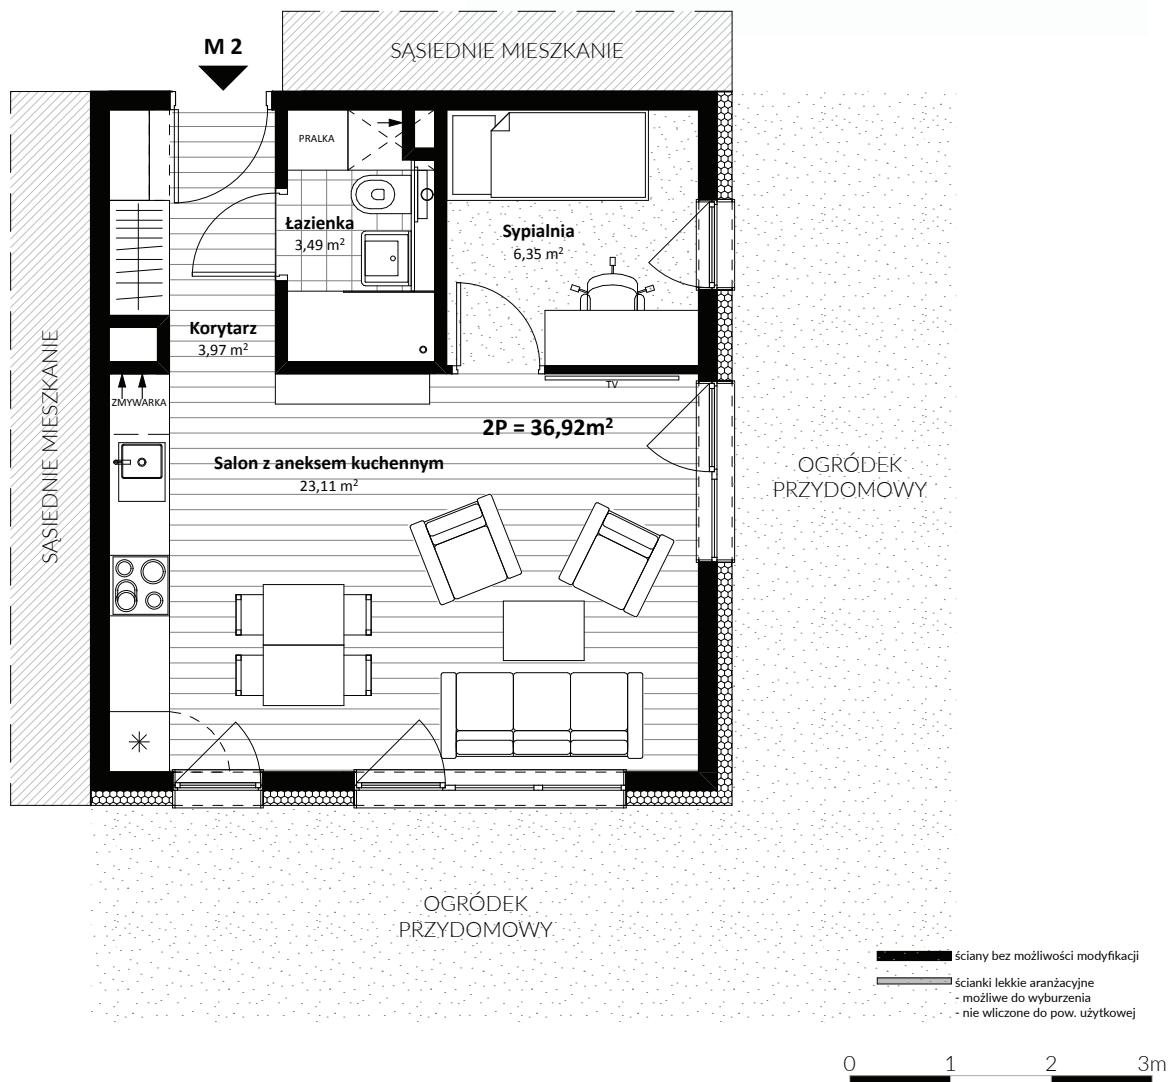 SĄSIEDNIE MIESZKANIE
M 2
PRALKA
Łazienka
3,49 m²
Sypialnia
6,35 m²
Korytarz
3,97 m²
SĄSIEDNIE MIESZKANIE
TV
ZMYWARKA
2P = 36,92m²
Salon z aneksem kuchennym
23,11 m²
OGRÓDEK
PRZYDOMOWY
OGRÓDEK
PRZYDOMOWY
ściany bez możliwości modyfikacji
ścianki lekkie aranżacyjne
- możliwe do wyburzenia
- nie wliczone do pow. użytkowej
0 1 2 3m